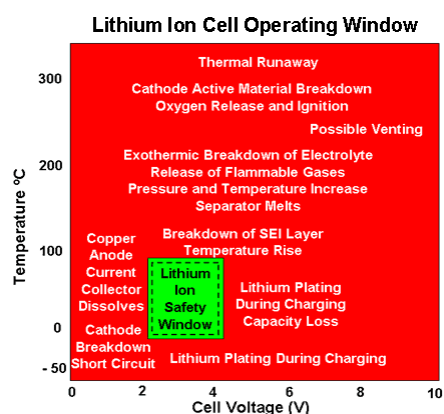 Lithium Ion Cell Operating Window
Thermal Runaway
Cathode Active Material Breakdown
Oxygen Release and Ignition
Possible Venting
Exothermic Breakdown of Electrolyte
Release of Flammable Gases
Pressure and Temperature Increase
Separator Melts
Breakdown of SEI Layer
Temperature Rise
Copper
Anode
Current
Collector
Dissolves
Lithium
Ion
Safety
Window
Lithium Plating
During Charging
Capacity Loss
Cathode
Breakdown
Short Circuit
Lithium Plating During Charging
Temperature ºC
300
200
100
0
- 50
0
2
4
6
8
10
Cell Voltage (V)